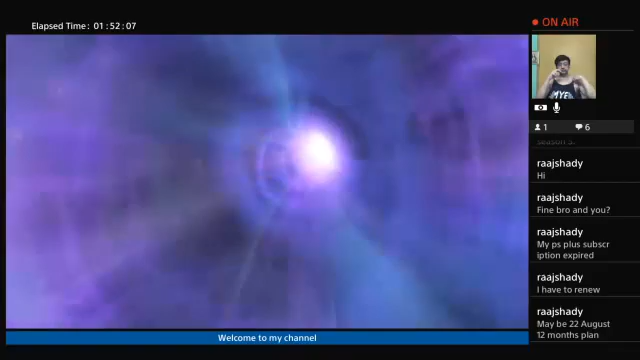 Elapsed Time: 01:52:07
ON AIR
1
6
raajshady
Hi
raajshady
Fine bro and you?
raajshady
My ps plus subscr
iption expired
raajshady
I have to renew
raajshady
May be 22 August
12 months plan
Welcome to my channel